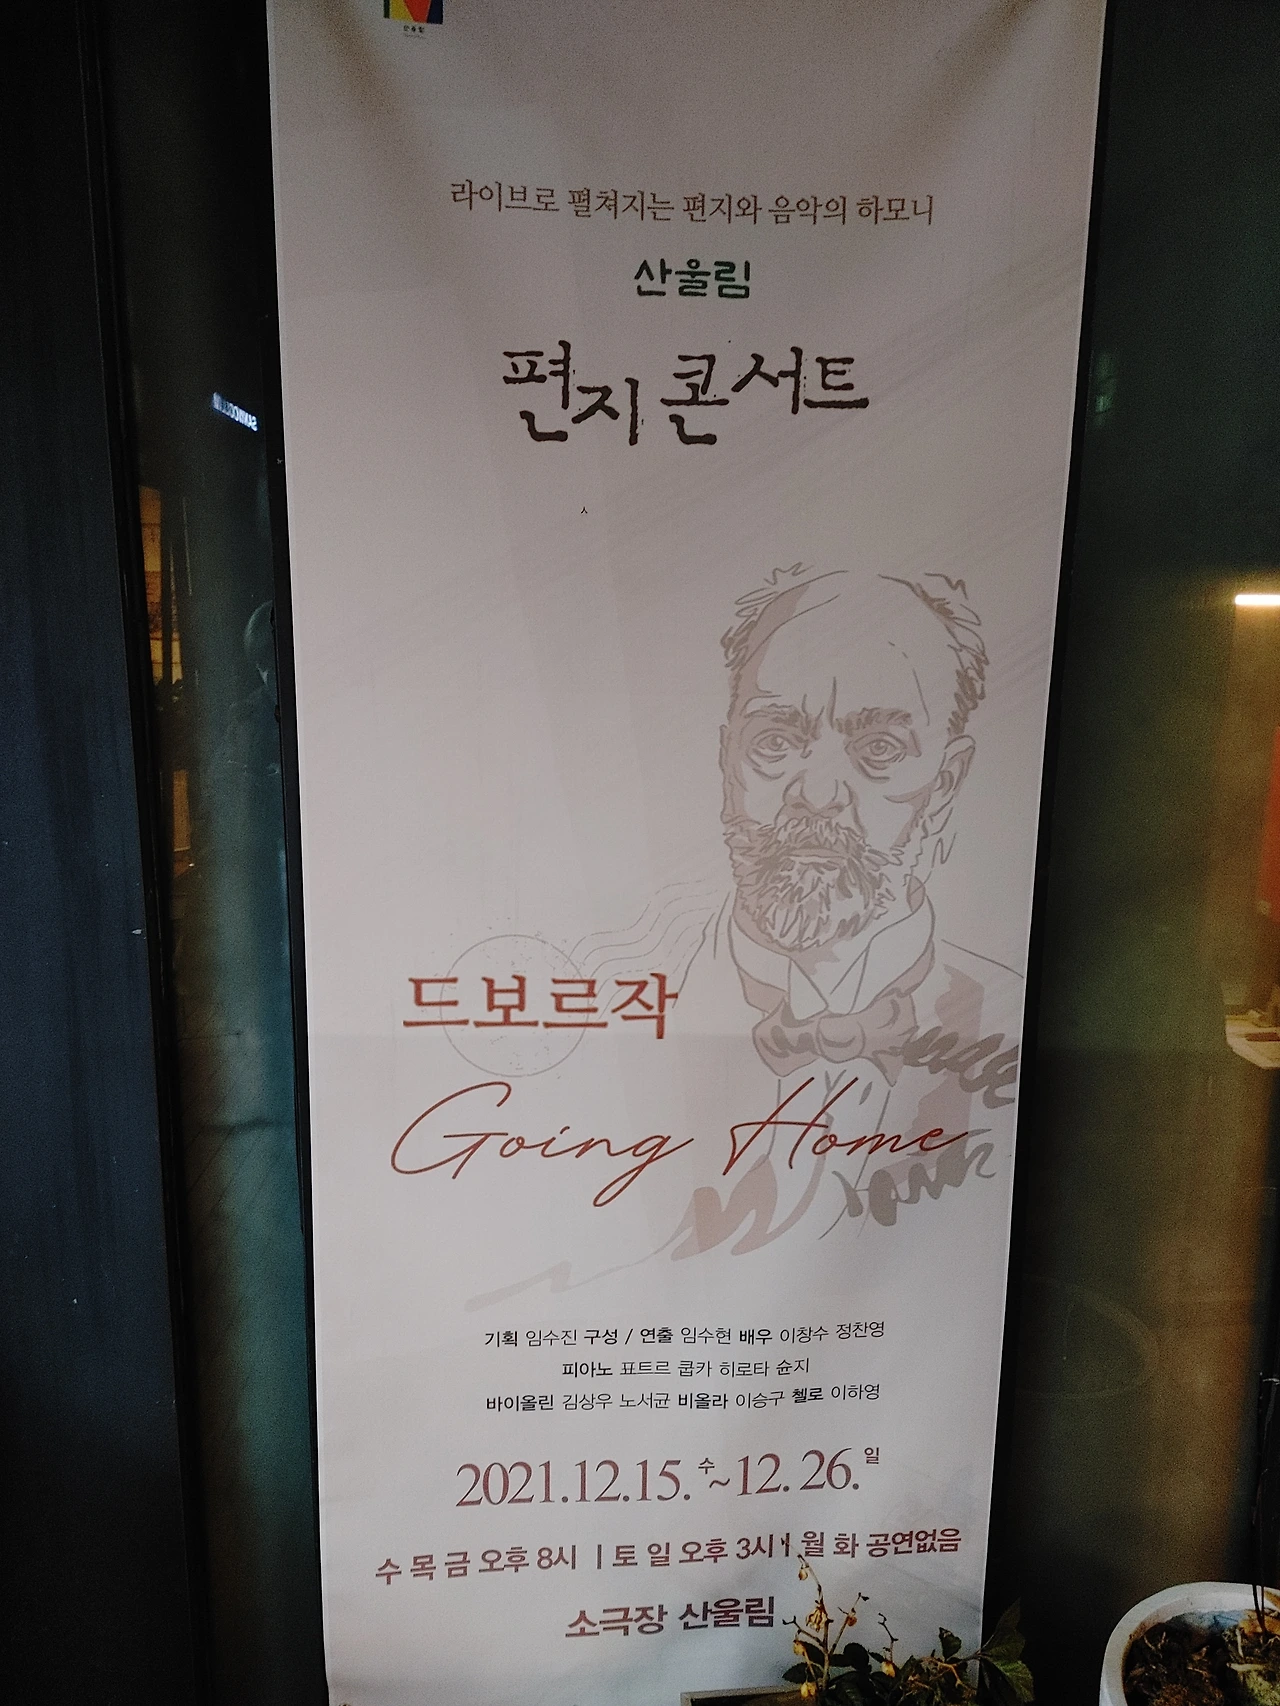 산울림
라이브로 펼쳐지는 편지와 음악의 하모니
산울림
편지 콘서트
드보르작
Going Home
기획 임수진 구성 / 연출 임수현 배우 이창수 정찬영
피아노 표트르 쿱카 히로타 슌지
바이올린 김상우 노서균 비올라 이승구 첼로 이하영
2021.12.15.수~12.26.일
수 목 금 오후 8시 | 토 일 오후 3시 | 월 화 공연없음
소극장 산울림